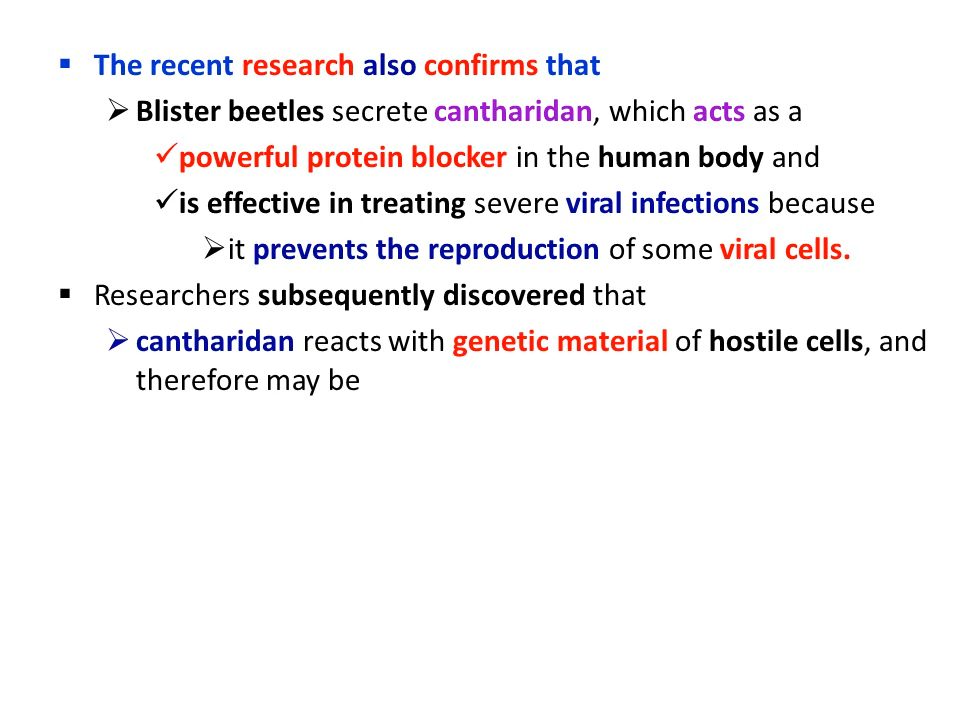 The recent research also confirms that
Blister beetles secrete cantharidan, which acts as a
powerful protein blocker in the human body and
is effective in treating severe viral infections because
it prevents the reproduction of some viral cells.
Researchers subsequently discovered that
cantharidan reacts with genetic material of hostile cells, and
therefore may be